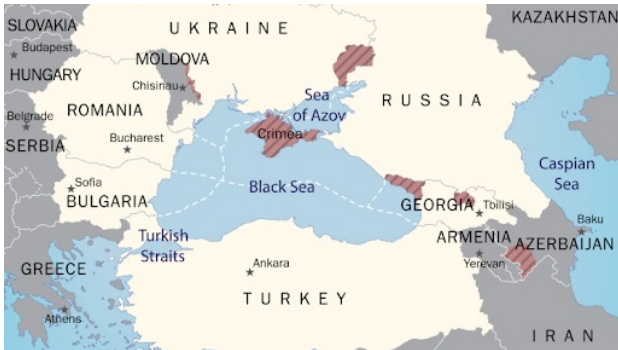 SLOVAKIA
UKRAINE
KAZAKHSTAN
Budapest
MOLDOVA
HUNGARY
Chisinau
Sea
of Azov
RUSSIA
ROMANIA
Belgrade
Crimea
SERBIA
Bucharest
Caspian
Sea
Sofia
Black Sea
BULGARIA
GEORGIA
Tbilisi
Baku
Turkish
Straits
ARMENIA
AZERBAIJAN
GREECE
Ankara
Yerevan
TURKEY
Athens
IRAN